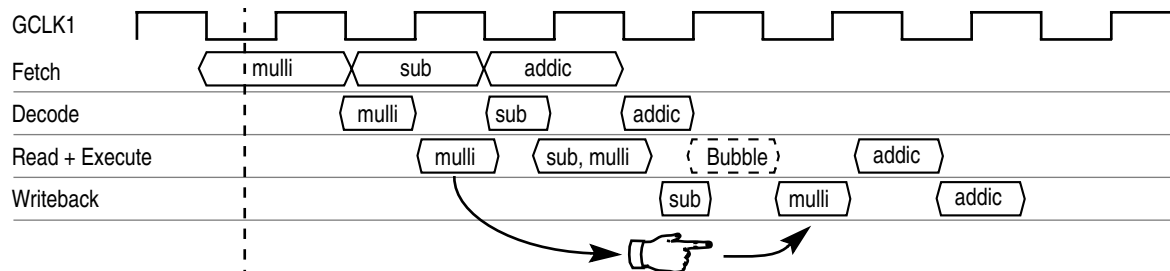 GCLK1
Fetch mulli sub addic
Decode mulli sub addic
Read + Execute mulli sub, mulli Bubble addic
Writeback sub mulli addic